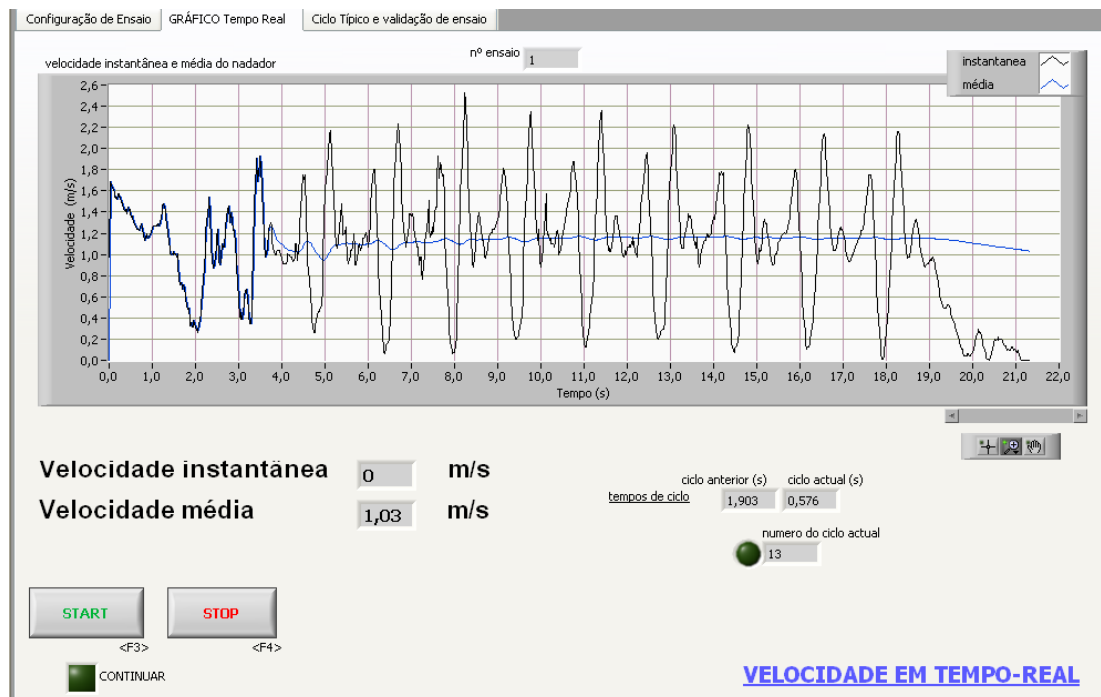 Configuração de Ensaio
GRÁFICO Tempo Real
Ciclo Típico e validação de ensaio
nº ensaio 1
velocidade instantânea e média do nadador
instantanea
média
Velocidade (m/s)
2,6
2,4
2,2
2,0
1,8
1,6
1,4
1,2
1,0
0,8
0,6
0,4
0,2
0,0
0,0 1,0 2,0 3,0 4,0 5,0 6,0 7,0 8,0 9,0 10,0 11,0 12,0 13,0 14,0 15,0 16,0 17,0 18,0 19,0 20,0 21,0 22,0
Tempo (s)
Velocidade instantânea 0 m/s
Velocidade média 1,03 m/s
ciclo anterior (s) ciclo actual (s)
tempos de ciclo 1,903 0,576
numero do ciclo actual
13
START STOP
<F3> <F4>
CONTINUAR
VELOCIDADE EM TEMPO-REAL